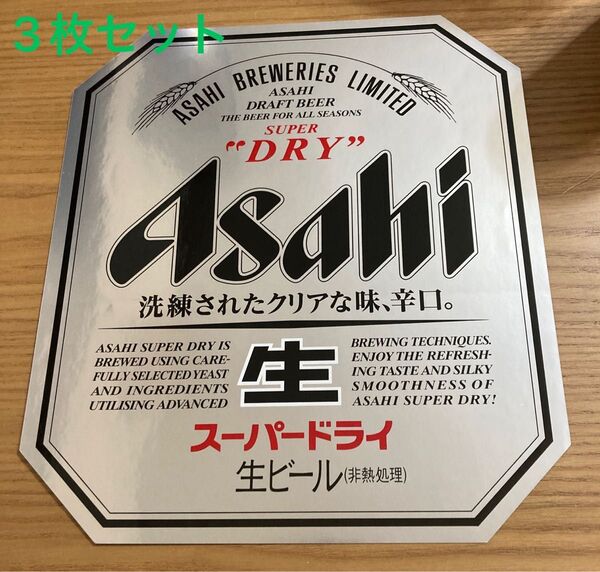 3枚セット
ASAHI BREWERIES LIMITED
ASAHI
DRAFT BEER
THE BEER FOR ALL SEASONS
SUPER
“DRY”
Asahi
洗練されたクリアな味、辛口。
ASAHI SUPER DRY IS
BREWED USING CARE-
FULLY SELECTED YEAST
AND INGREDIENTS
UTILISING ADVANCED
生
BREWING TECHNIQUES.
ENJOY THE REFRESH-
ING TASTE AND SILKY
SMOOTHNESS OF
ASAHI SUPER DRY!
スーパードライ
生ビール(非熱処理)